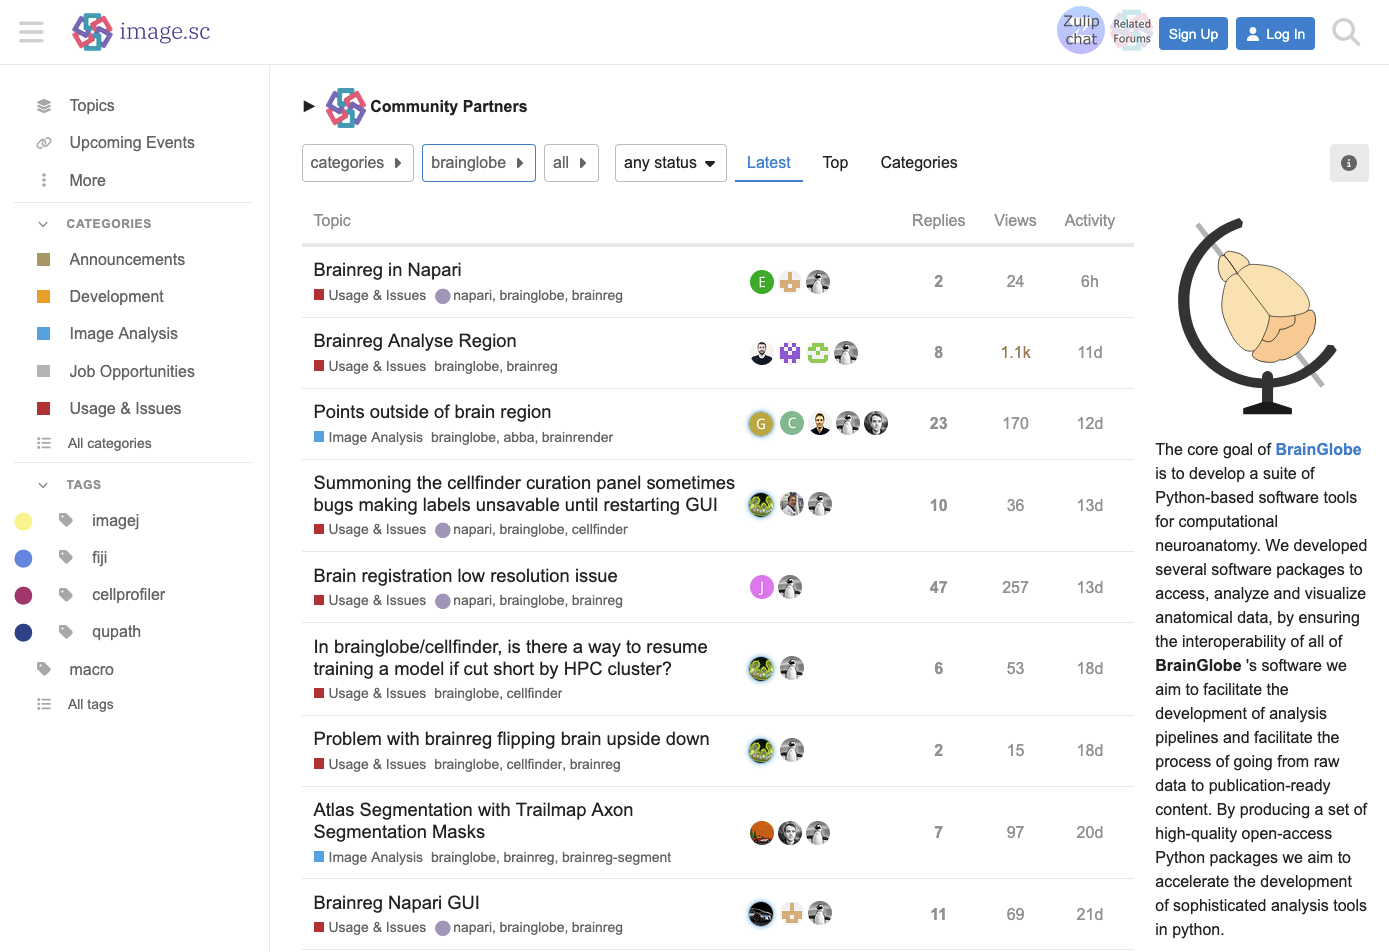 image.sc
Zulip chat
Related Forums
Sign Up
Log In
Topics
Upcoming Events
More
CATEGORIES
Announcements
Development
Image Analysis
Job Opportunities
Usage & Issues
All categories
TAGS
imagej
fiji
cellprofiler
qupath
macro
All tags
Community Partners
categories
brainglobe
all
any status
Latest
Top
Categories
Topic Replies Views Activity
Brainreg in Napari
Usage & Issues napari, brainglobe, brainreg
E
2 24 6h
Brainreg Analyse Region
Usage & Issues brainglobe, brainreg
8 1.1k 11d
Points outside of brain region
Image Analysis brainglobe, abba, brainrender
G C
23 170 12d
Summoning the cellfinder curation panel sometimes
bugs making labels unsavable until restarting GUI
Usage & Issues napari, brainglobe, cellfinder
10 36 13d
Brain registration low resolution issue
Usage & Issues napari, brainglobe, brainreg
J
47 257 13d
In brainglobe/cellfinder, is there a way to resume
training a model if cut short by HPC cluster?
Usage & Issues brainglobe, cellfinder
6 53 18d
Problem with brainreg flipping brain upside down
Usage & Issues brainglobe, cellfinder, brainreg
2 15 18d
Atlas Segmentation with Trailmap Axon
Segmentation Masks
Image Analysis brainglobe, brainreg, brainreg-segment
7 97 20d
Brainreg Napari GUI
Usage & Issues napari, brainglobe, brainreg
11 69 21d
The core goal of BrainGlobe
is to develop a suite of
Python-based software tools
for computational
neuroanatomy. We developed
several software packages to
access, analyze and visualize
anatomical data, by ensuring
the interoperability of all of
BrainGlobe 's software we
aim to facilitate the
development of analysis
pipelines and facilitate the
process of going from raw
data to publication-ready
content. By producing a set of
high-quality open-access
Python packages we aim to
accelerate the development
of sophisticated analysis tools
in python.